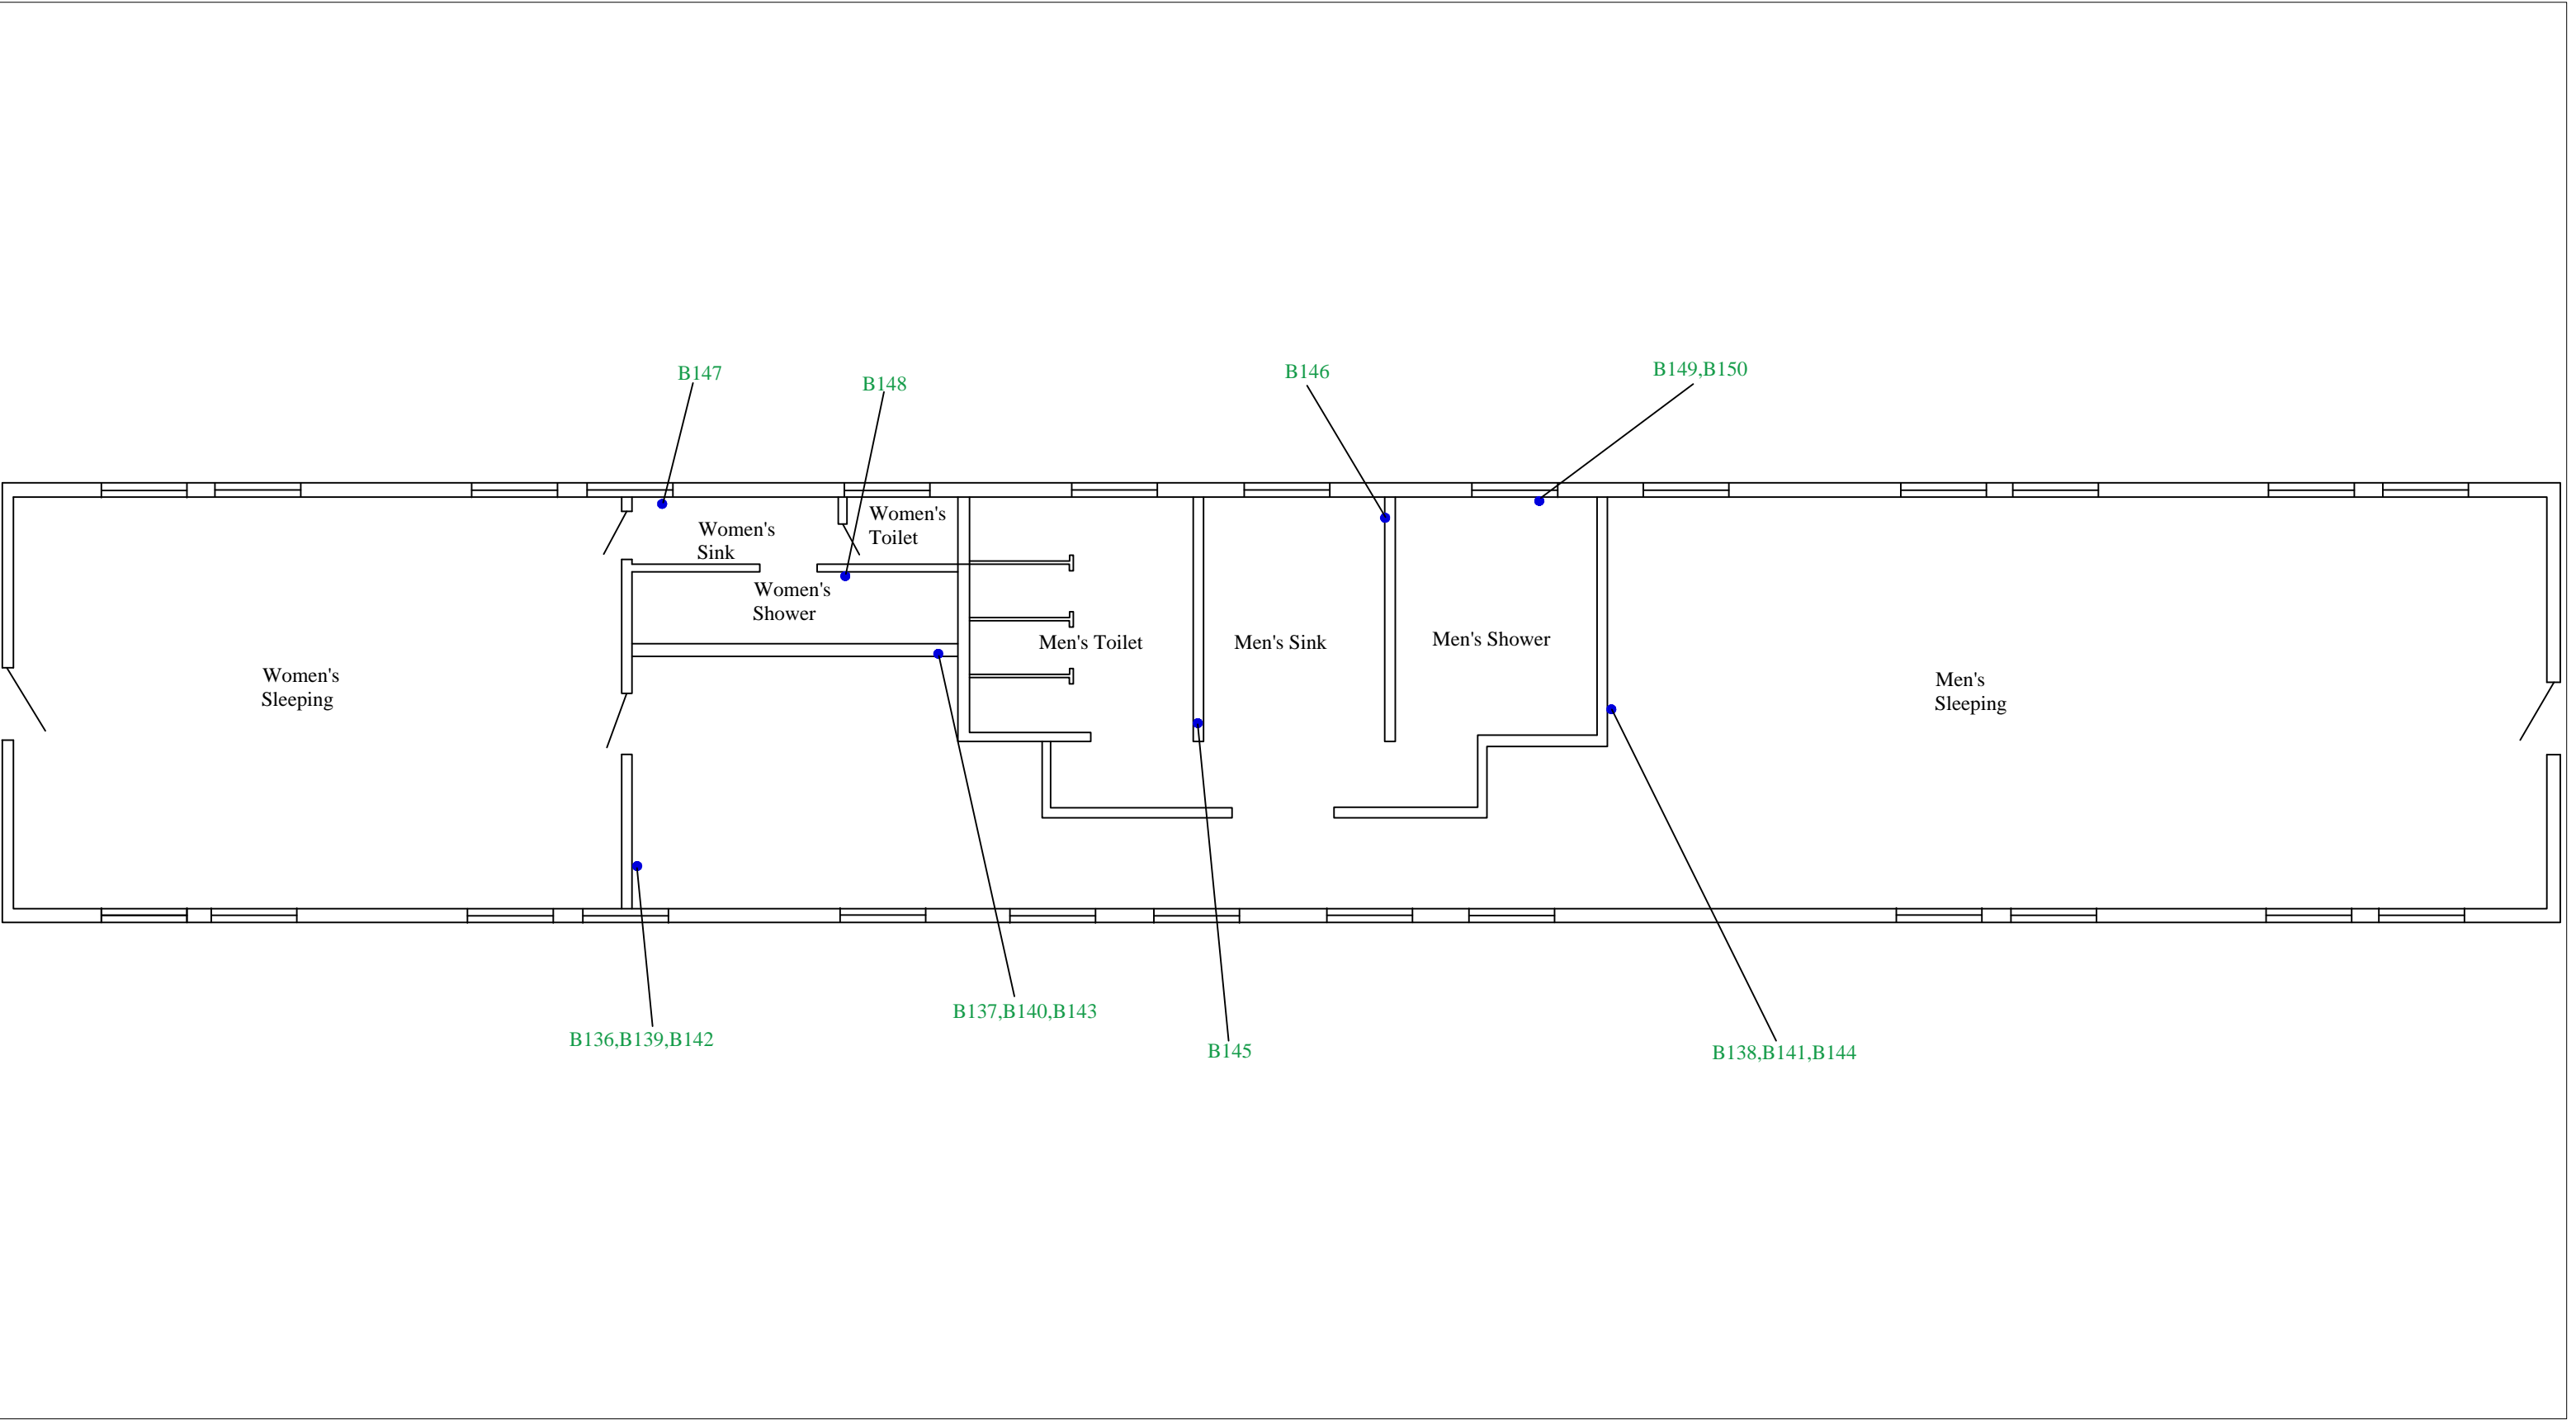 B147
B148
B146
B149,B150
Women's
Sink
Women's
Toilet
Women's
Shower
Men's Toilet
Men's Sink
Men's Shower
Women's
Sleeping
Men's
Sleeping
B137,B140,B143
B136,B139,B142
B145
B138,B141,B144